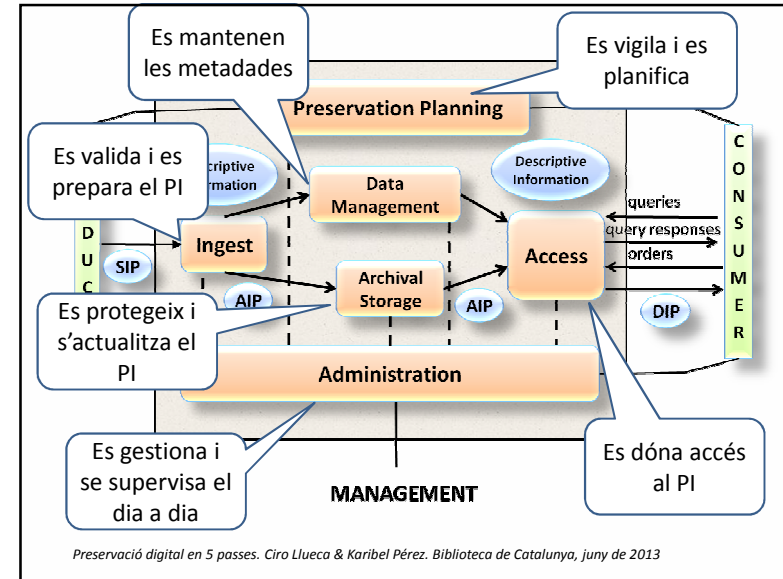 Es mantenen
les metadades
Es vigila i es
planifica
Preservation Planning
Es valida i es
prepara el PI
Descriptive
Information
Data
Management
Ingest
Access
queries
query responses
orders
SIP
AIP
Archival
Storage
AIP
DIP
CONSUMER
Es protegeix i
s'actualitza el
PI
Administration
Es gestiona i
se supervisa el
dia a dia
Es dóna accés
al PI
MANAGEMENT
Preservació digital en 5 passes. Ciro Llueca & Karibel Pérez. Biblioteca de Catalunya, juny de 2013